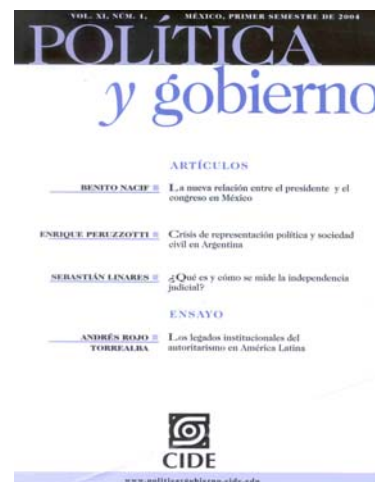 VOL. XI, NÚM. 1, MÉXICO, PRIMER SEMESTRE DE 2004
POLÍTICA
y gobierno
ARTÍCULOS
BENITO NACIF La nueva relación entre el presidente y el
congreso en México
ENRIQUE PERUZZOTTI Crisis de representación política y sociedad
civil en Argentina
SEBASTIÁN LINARES ¿Qué es y cómo se mide la independencia
judicial?
ENSAYO
ANDRÉS ROJO Los legados institucionales del
TORREALBA autoritarismo en América Latina
CIDE